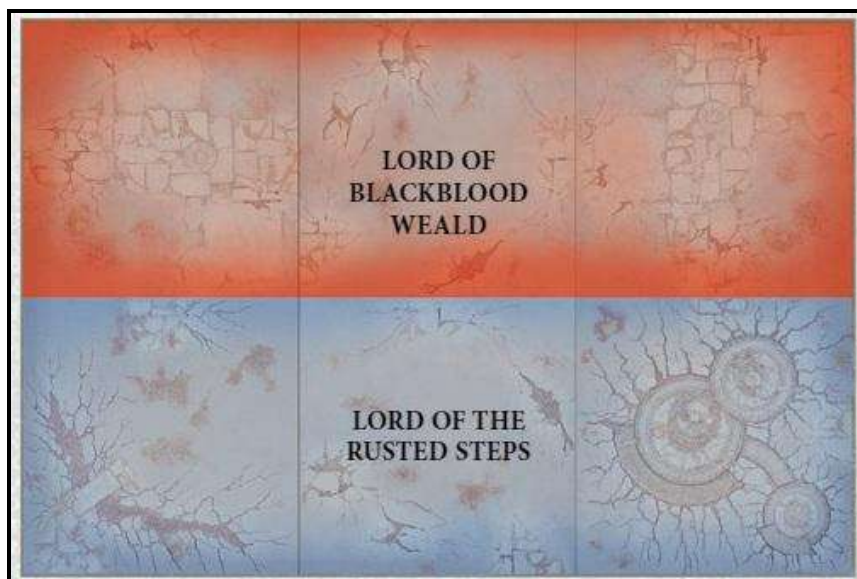 LORD OF
BLACKBLOOD
WEALD
LORD OF THE
RUSTED STEPS